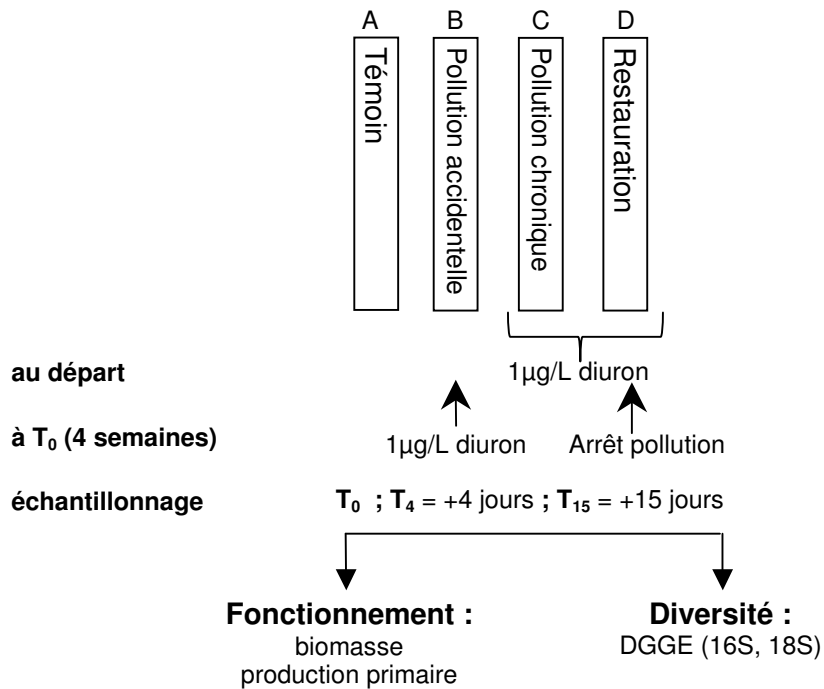 A B C D
Témoin
Pollution accidentelle
Pollution chronique
Restauration
au départ 1µg/L diuron
à T₀ (4 semaines) 1µg/L diuron Arrêt pollution
échantillonnage T₀ ; T₄ = +4 jours ; T₁₅ = +15 jours
Fonctionnement : Diversité :
biomasse DGGE (16S, 18S)
production primaire